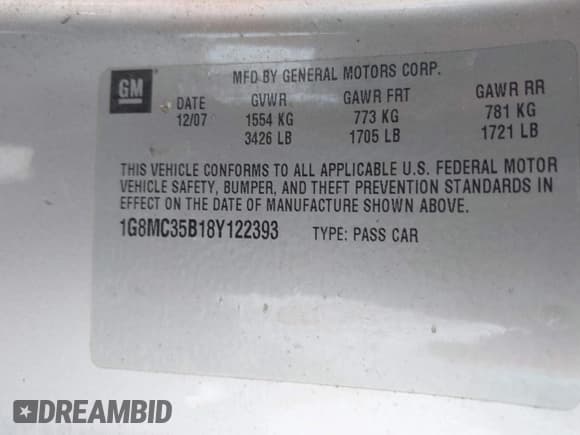 GM
MFD BY GENERAL MOTORS CORP.
DATE GVWR GAWR FRT GAWR RR
12/07 1554 KG 773 KG 781 KG
3426 LB 1705 LB 1721 LB
THIS VEHICLE CONFORMS TO ALL APPLICABLE U.S. FEDERAL MOTOR
VEHICLE SAFETY, BUMPER, AND THEFT PREVENTION STANDARDS IN
EFFECT ON THE DATE OF MANUFACTURE SHOWN ABOVE.
1G8MC35B18Y122393 TYPE: PASS CAR
DREAMBID